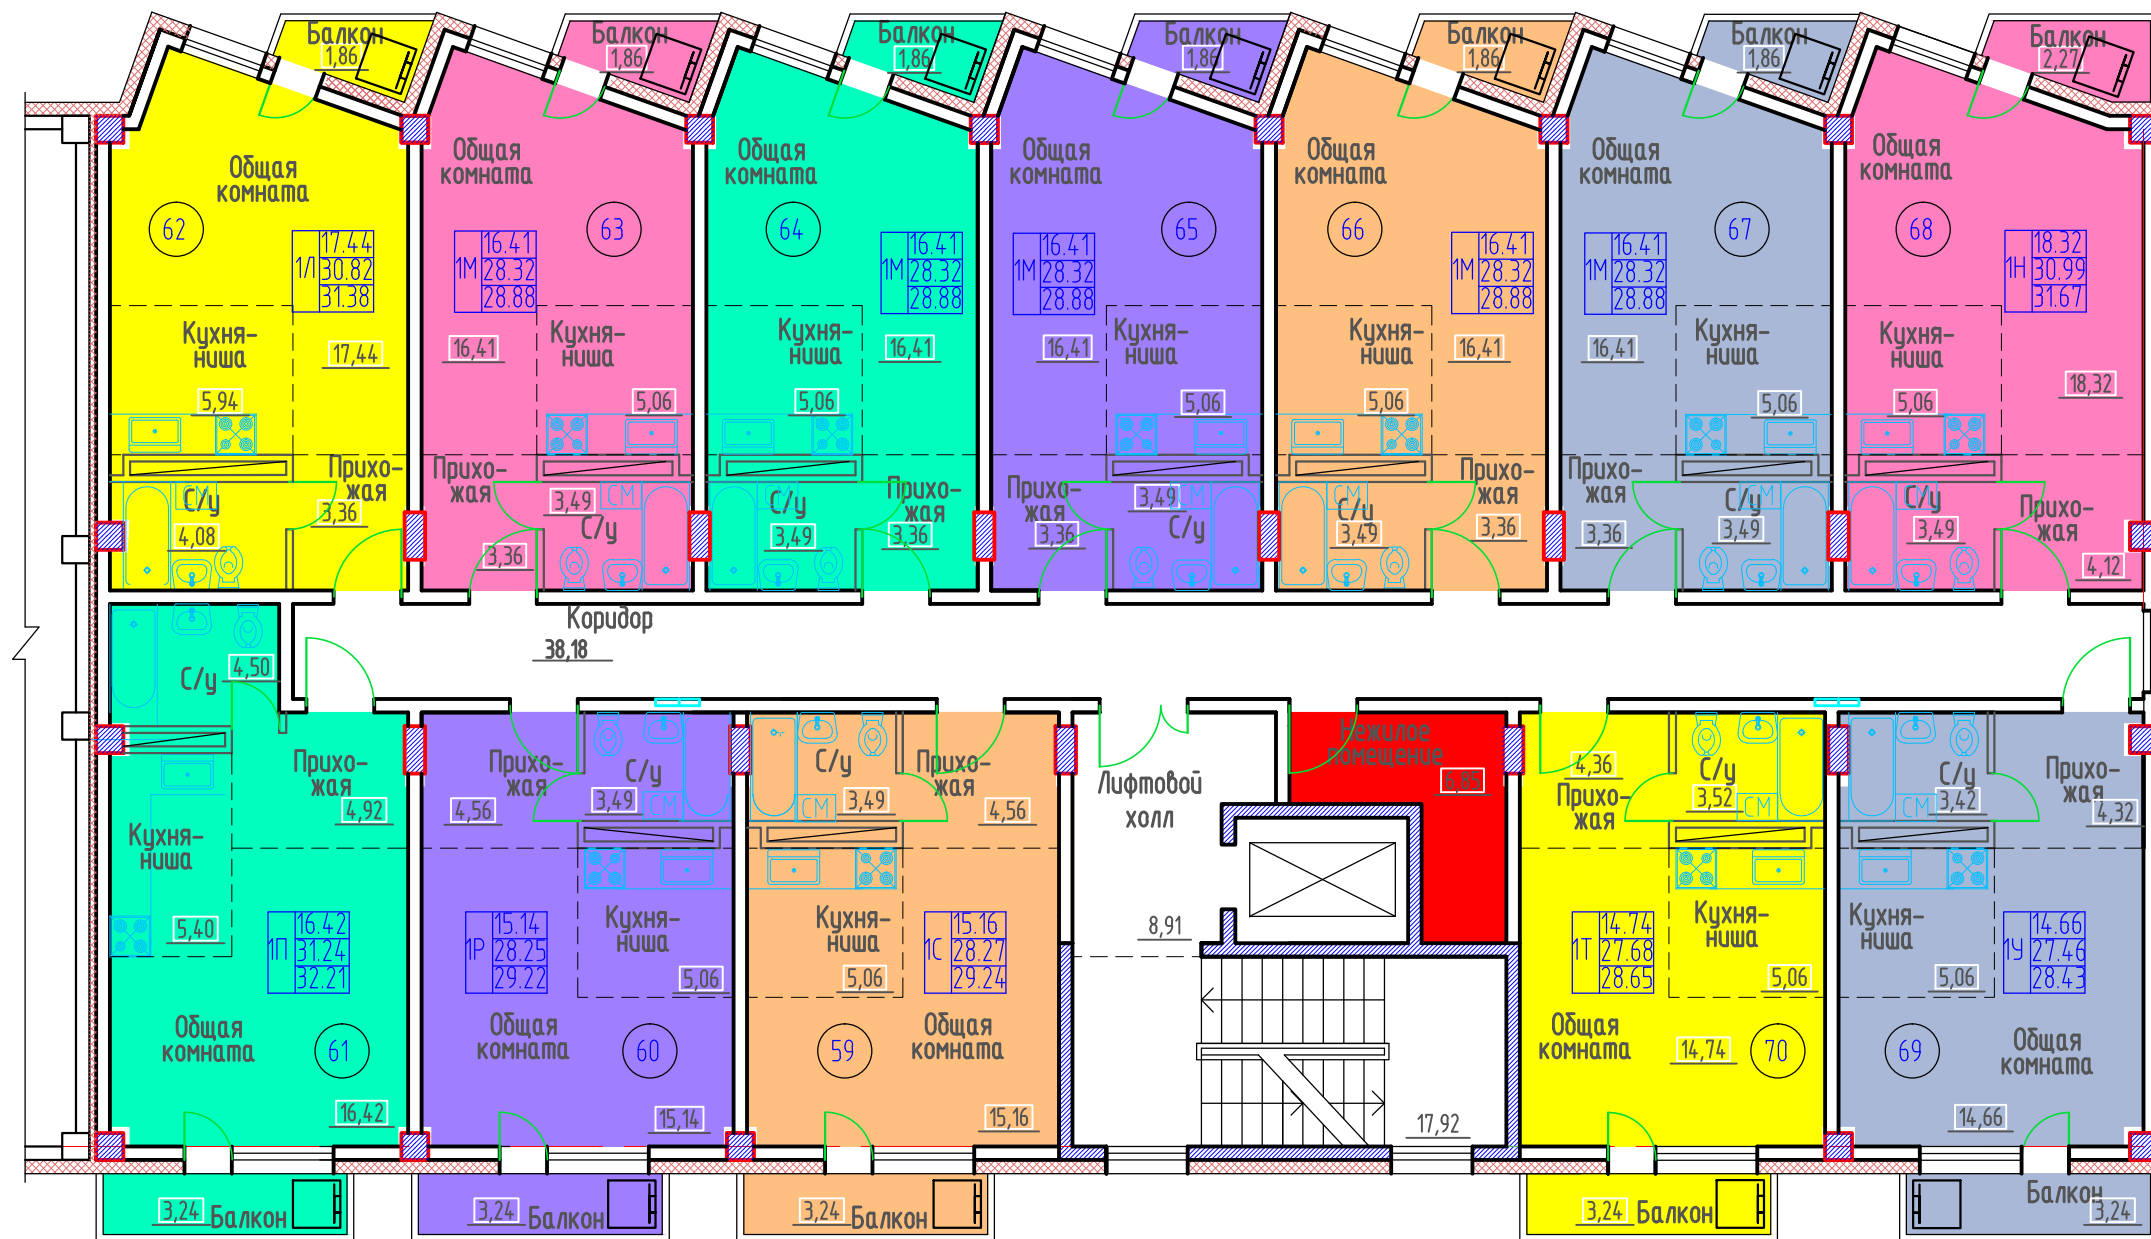 Балкон
1,86
Общая
комната
62
1Л
17.44
30.82
31.38
Кухня-
ниша
17,44
5,94
Прихо-
жая
3,36
С/у
4,08
Балкон
1,86
Общая
комната
63
1М
16.41
28.32
28.88
16,41
Кухня-
ниша
5,06
Прихо-
жая
3,36
3,49
СМ
С/у
Балкон
1,86
Общая
комната
64
1М
16.41
28.32
28.88
Кухня-
ниша
16,41
5,06
С/у
СМ
3,49
Прихо-
жая
3,36
Балкон
1,86
Общая
комната
65
1М
16.41
28.32
28.88
16,41
Кухня-
ниша
5,06
Прихо-
жая
3,36
3,49
СМ
С/у
Балкон
1,86
Общая
комната
66
1М
16.41
28.32
28.88
Кухня-
ниша
16,41
5,06
СМ
С/у
3,49
Прихо-
жая
3,36
Балкон
1,86
Общая
комната
67
1М
16.41
28.32
28.88
16,41
Кухня-
ниша
5,06
Прихо-
жая
3,36
С/у
СМ
3,49
Балкон
2,27
Общая
комната
68
1Н
18.32
30.99
31.67
Кухня-
ниша
18,32
5,06
С/у
СМ
3,49
Прихо-
жая
4,12
СМ
Коридор
38,18
С/у
4,50
Прихо-
жая
4,92
Кухня-
ниша
5,40
1П
16.42
31.24
32.21
Общая
комната
61
16,42
3,24
Балкон
Прихо-
жая
4,56
С/у
3,49
СМ
Кухня-
ниша
5,06
1Р
15.14
28.25
29.22
Общая
комната
60
15,14
3,24
Балкон
С/у
СМ
3,49
Прихо-
жая
4,56
Кухня-
ниша
5,06
1С
15.16
28.27
29.24
59
Общая
комната
15,16
3,24
Балкон
Лифтовой
холл
8,91
Нежилое
помещение
6,85
17,92
4,36
Прихо-
жая
С/у
3,52
СМ
Кухня-
ниша
5,06
1Т
14.74
27.68
28.65
Общая
комната
14,74
70
3,24
Балкон
С/у
3,42
СМ
Прихо-
жая
4,32
Кухня-
ниша
5,06
1У
14.66
27.46
28.43
69
Общая
комната
14,66
Балкон
3,24